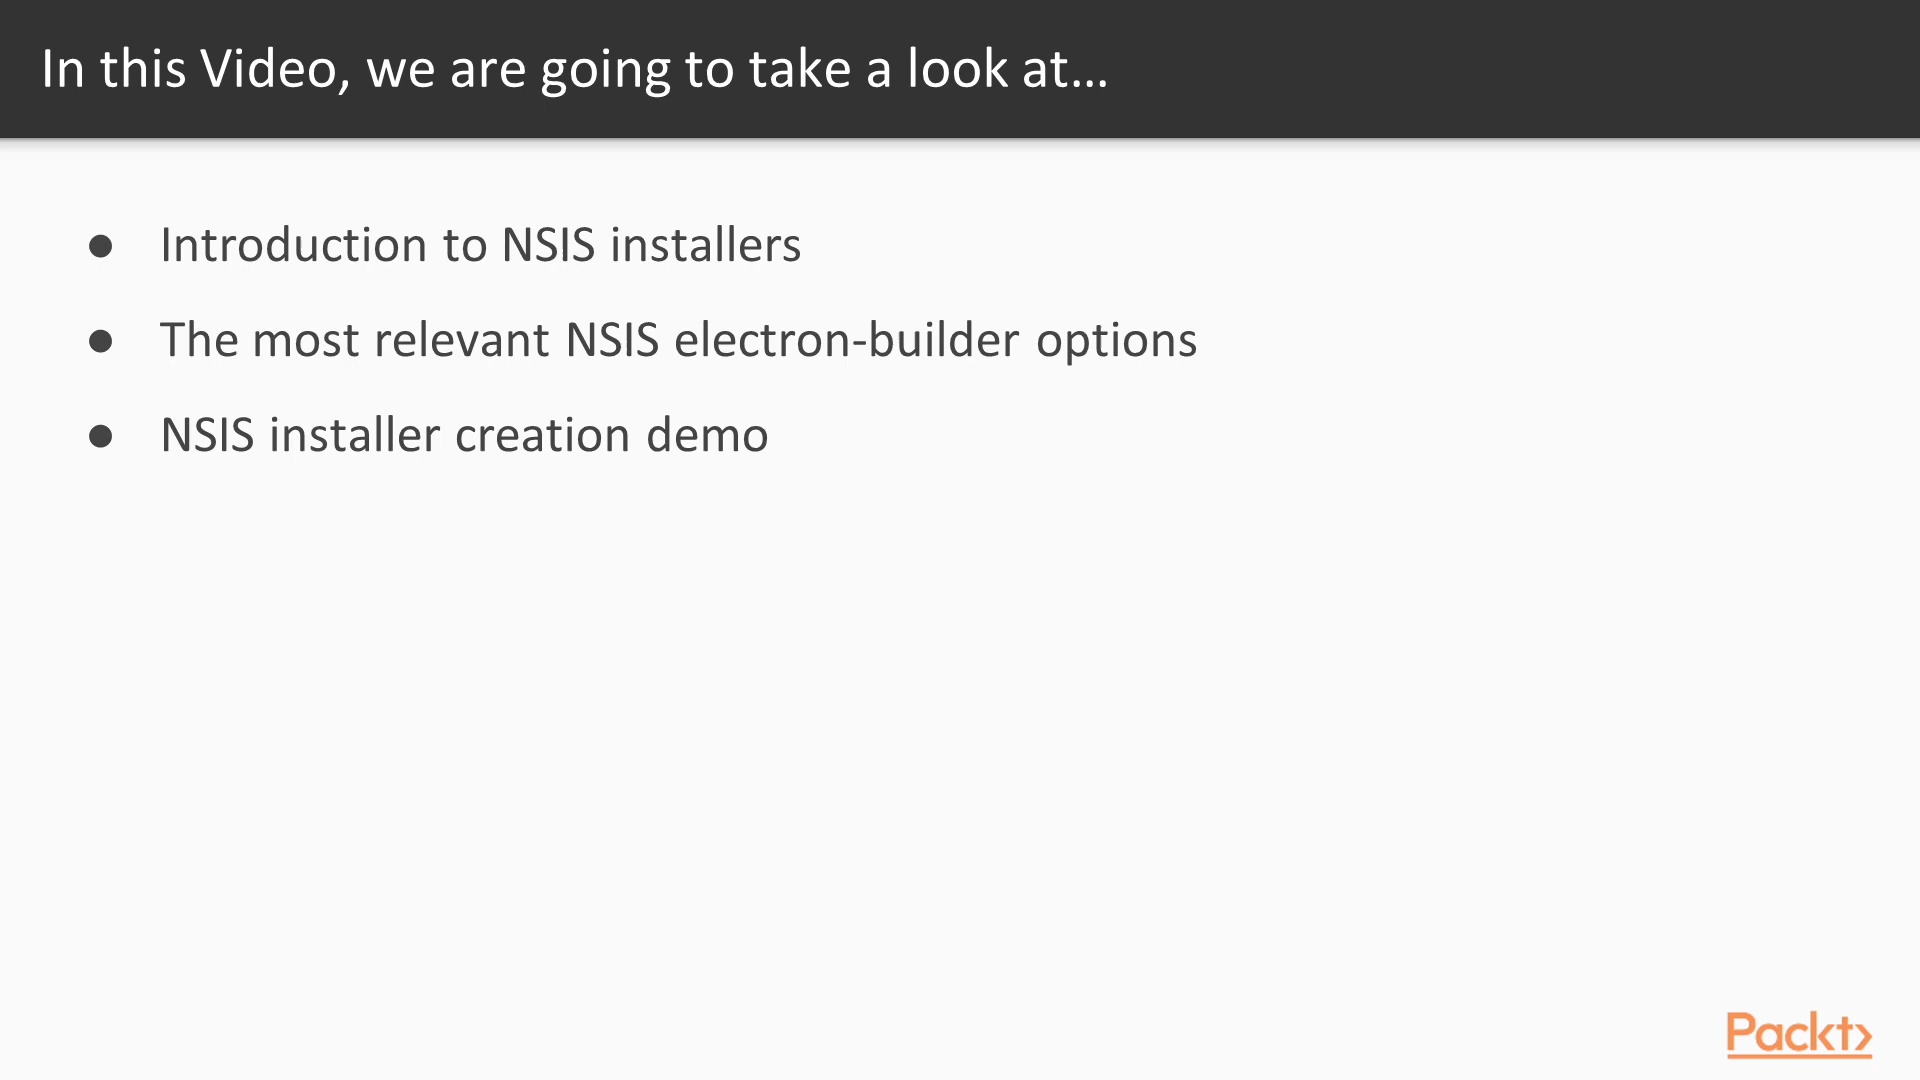 In this Video, we are going to take a look at...
● Introduction to NSIS installers
● The most relevant NSIS electron-builder options
● NSIS installer creation demo
Packt>